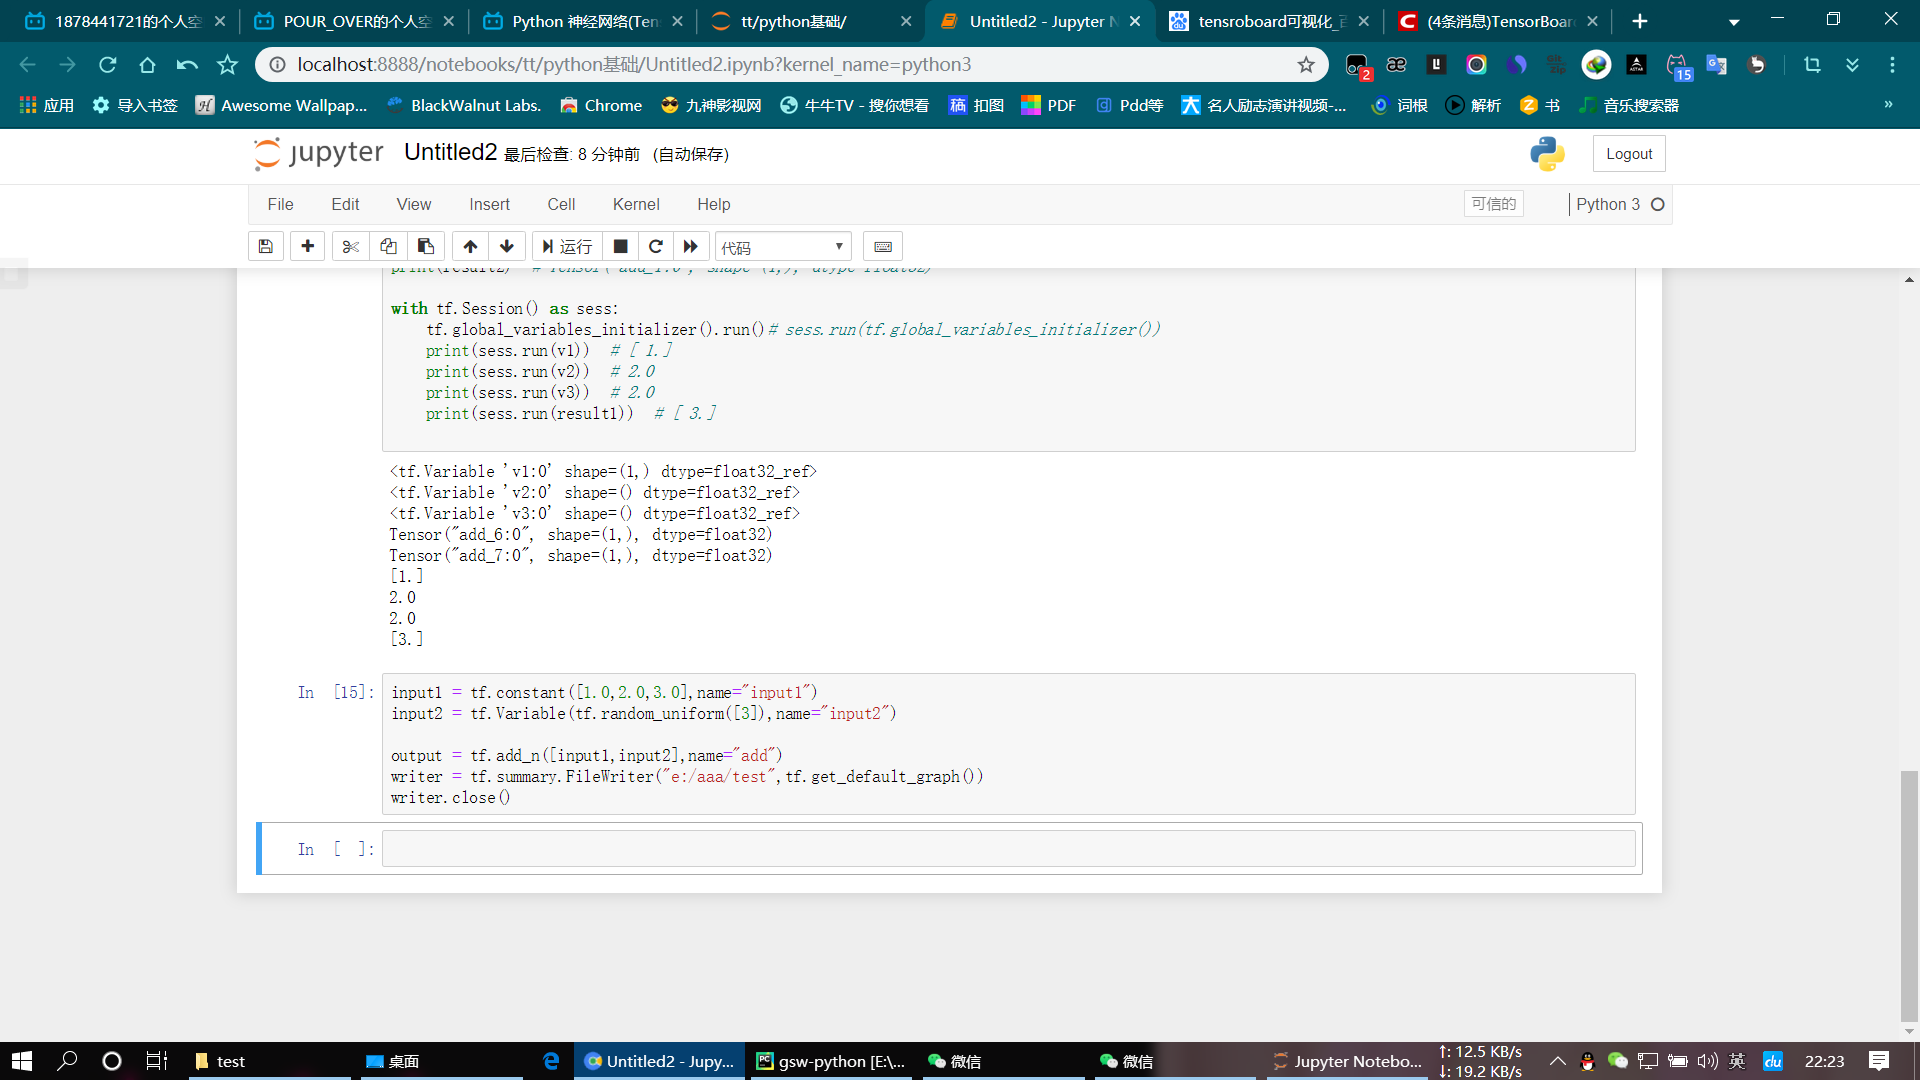 1878441721的个人空
POUR_OVER的个人空
Python 神经网络(Ten
tt/python基础/
Untitled2 - Jupyter N
tensroboard可视化_百
(4条消息)TensorBoar
localhost:8888/notebooks/tt/python基础/Untitled2.ipynb?kernel_name=python3
2
15
应用
导入书签
Awesome Wallpap...
BlackWalnut Labs.
Chrome
九神影视网
牛牛TV - 搜你想看
扣图
PDF
Pdd等
名人励志演讲视频-...
词根
解析
书
音乐搜索器
»
jupyter
Untitled2 最后检查: 8 分钟前 (自动保存)
Logout
File Edit View Insert Cell Kernel Help
可信的
Python 3
运行
代码
print(result2)  # Tensor("add_1:0", shape=(1,), dtype=float32)
with tf.Session() as sess:
    tf.global_variables_initializer().run()# sess.run(tf.global_variables_initializer())
    print(sess.run(v1))  # [ 1.]
    print(sess.run(v2))  # 2.0
    print(sess.run(v3))  # 2.0
    print(sess.run(result1))  # [ 3.]
<tf.Variable 'v1:0' shape=(1,) dtype=float32_ref>
<tf.Variable 'v2:0' shape=() dtype=float32_ref>
<tf.Variable 'v3:0' shape=() dtype=float32_ref>
Tensor("add_6:0", shape=(1,), dtype=float32)
Tensor("add_7:0", shape=(1,), dtype=float32)
[1.]
2.0
2.0
[3.]
In [15]:
input1 = tf.constant([1.0,2.0,3.0],name="input1")
input2 = tf.Variable(tf.random_uniform([3]),name="input2")
output = tf.add_n([input1,input2],name="add")
writer = tf.summary.FileWriter("e:/aaa/test",tf.get_default_graph())
writer.close()
In [ ]:
test
桌面
Untitled2 - Jupy...
gsw-python [E:\...
微信
微信
Jupyter Notebo...
↑: 12.5 KB/s
↓: 19.2 KB/s
英
du
22:23